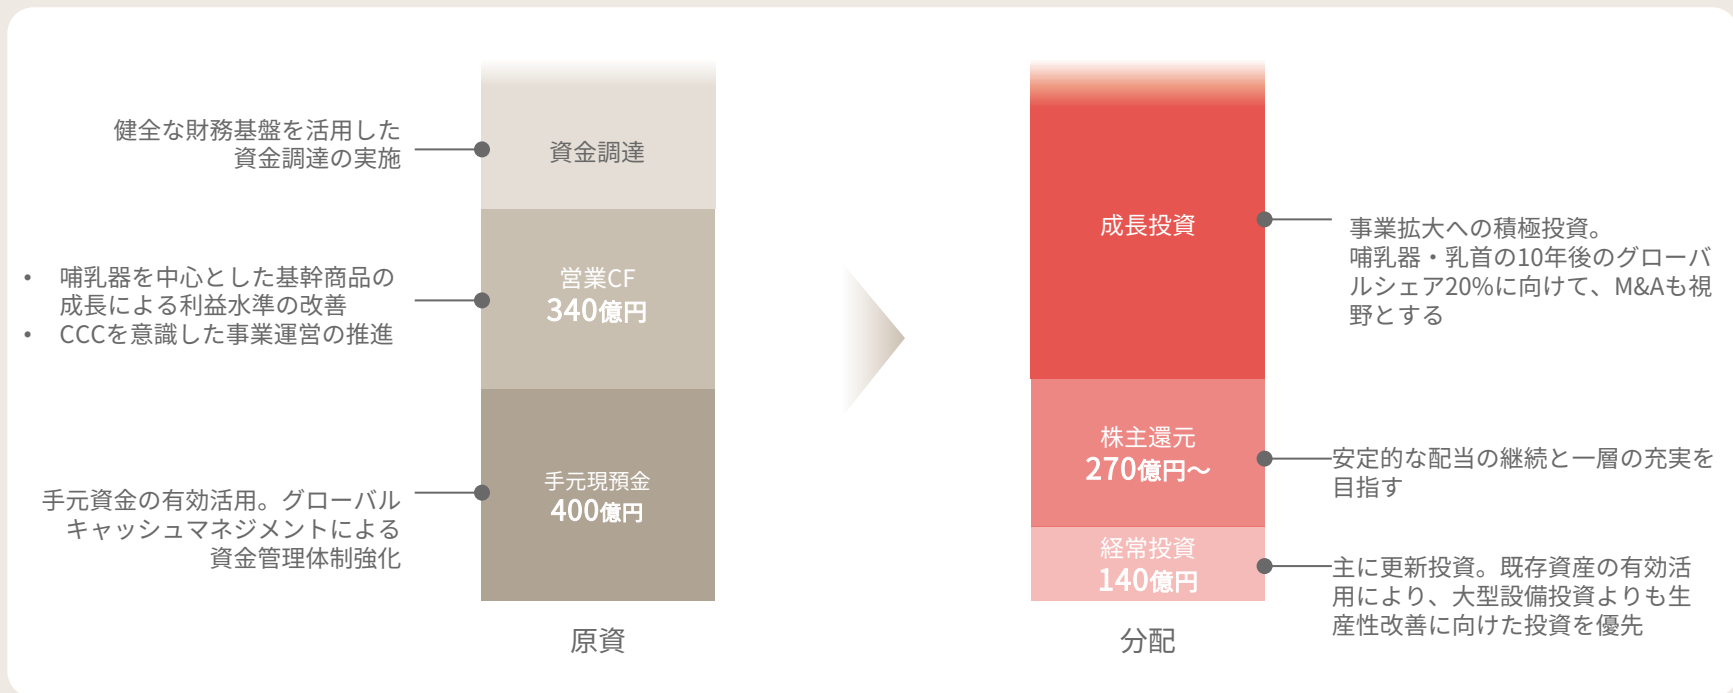 健全な財務基盤を活用した
資金調達の実施
資金調達
• 哺乳器を中心とした基幹商品の
成長による利益水準の改善
• CCCを意識した事業運営の推進
営業CF
340億円
手元資金の有効活用。グローバル
キャッシュマネジメントによる
資金管理体制強化
手元現預金
400億円
原資
成長投資
事業拡大への積極投資。
哺乳器・乳首の10年後のグローバ
ルシェア20%に向けて、M&Aも視
野とする
株主還元
270億円～
安定的な配当の継続と一層の充実を
目指す
経常投資
140億円
主に更新投資。既存資産の有効活
用により、大型設備投資よりも生
産性改善に向けた投資を優先
分配